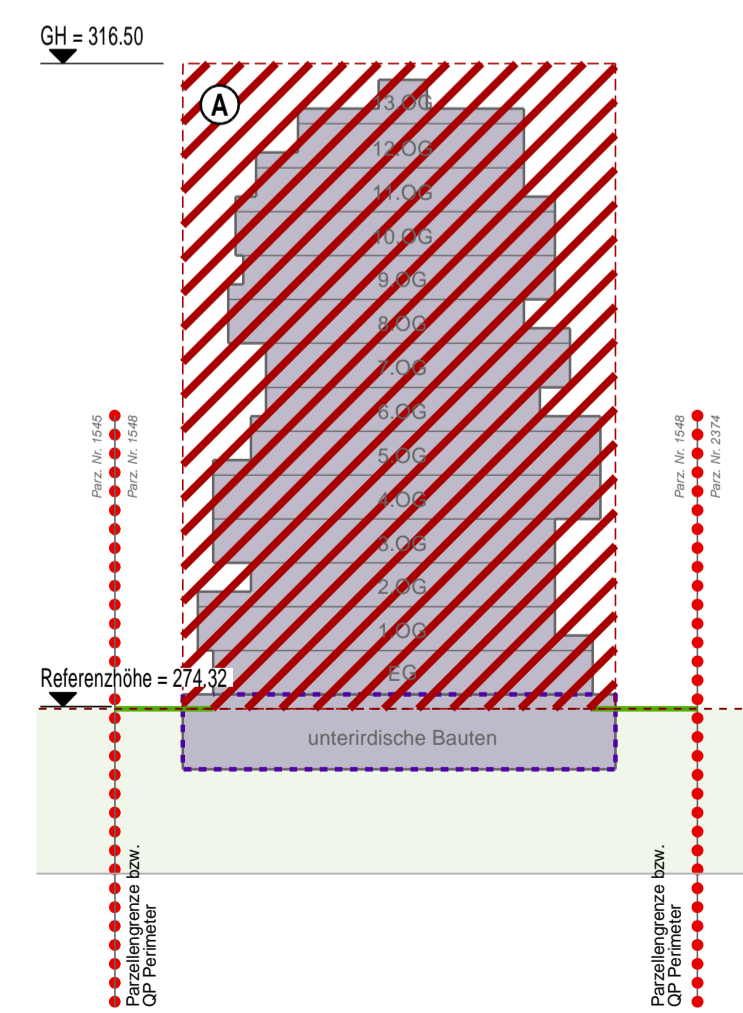 GH = 316.50
A
13.OG
12.OG
11.OG
10.OG
9.OG
8.OG
7.OG
6.OG
5.OG
4.OG
3.OG
2.OG
1.OG
EG
Parz. Nr. 1545
Parz. Nr. 1548
Parz. Nr. 1548
Parz. Nr. 2374
Referenzhöhe = 274.32
unterirdische Bauten
Parzellengrenze bzw.
QP Perimeter
Parzellengrenze bzw.
QP Perimeter